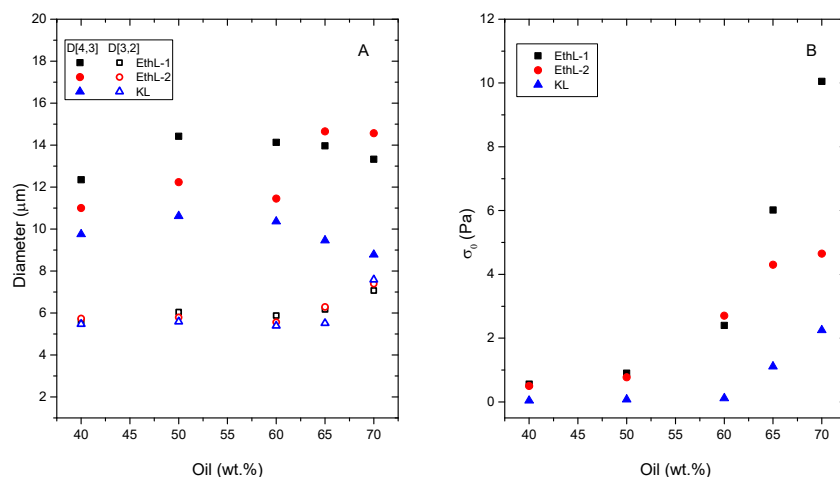 A
D[4,3] D[3,2]
EthL-1
EthL-2
KL
20
18
16
14
12
10
8
6
4
2
Diameter (μm)
40 45 50 55 60 65 70
Oil (wt.%)
B
EthL-1
EthL-2
KL
12
10
8
6
4
2
0
σ₀ (Pa)
40 45 50 55 60 65 70
Oil (wt.%)